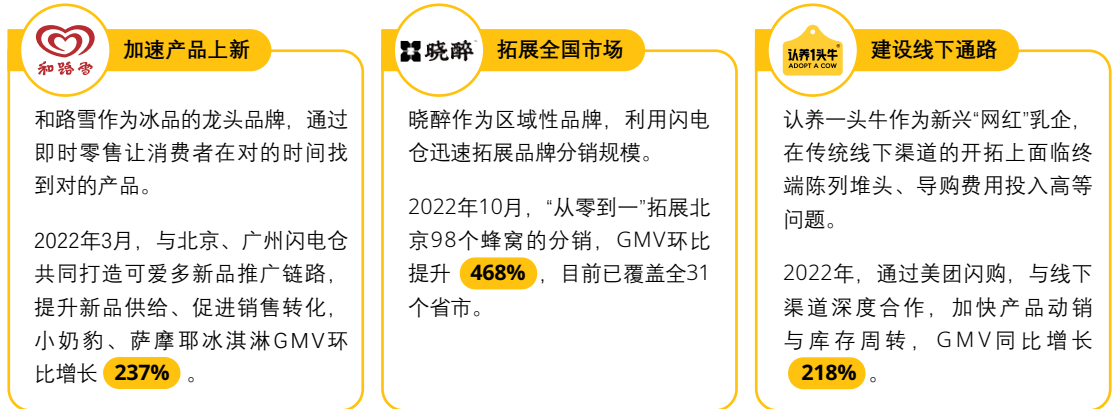 和路雪
加速产品上新
和路雪作为冰品的龙头品牌，通过
即时零售让消费者在对的时间找
到对的产品。
2022年3月，与北京、广州闪电仓
共同打造可爱多新品推广链路，
提升新品供给、促进销售转化，
小奶豹、萨摩耶冰淇淋GMV环
比增长 237% 。
晓醉
拓展全国市场
晓醉作为区域性品牌，利用闪电
仓迅速拓展品牌分销规模。
2022年10月，“从零到一”拓展北
京98个蜂窝的分销，GMV环比
提升 468% ，目前已覆盖全31
个省市。
认养1头牛
ADOPT A COW
建设线下通路
认养一头牛作为新兴“网红”乳企，
在传统线下渠道的开拓上面临终
端陈列堆头、导购费用投入高等
问题。
2022年，通过美团闪购，与线下
渠道深度合作，加快产品动销
与库存周转，GMV同比增长
218% 。